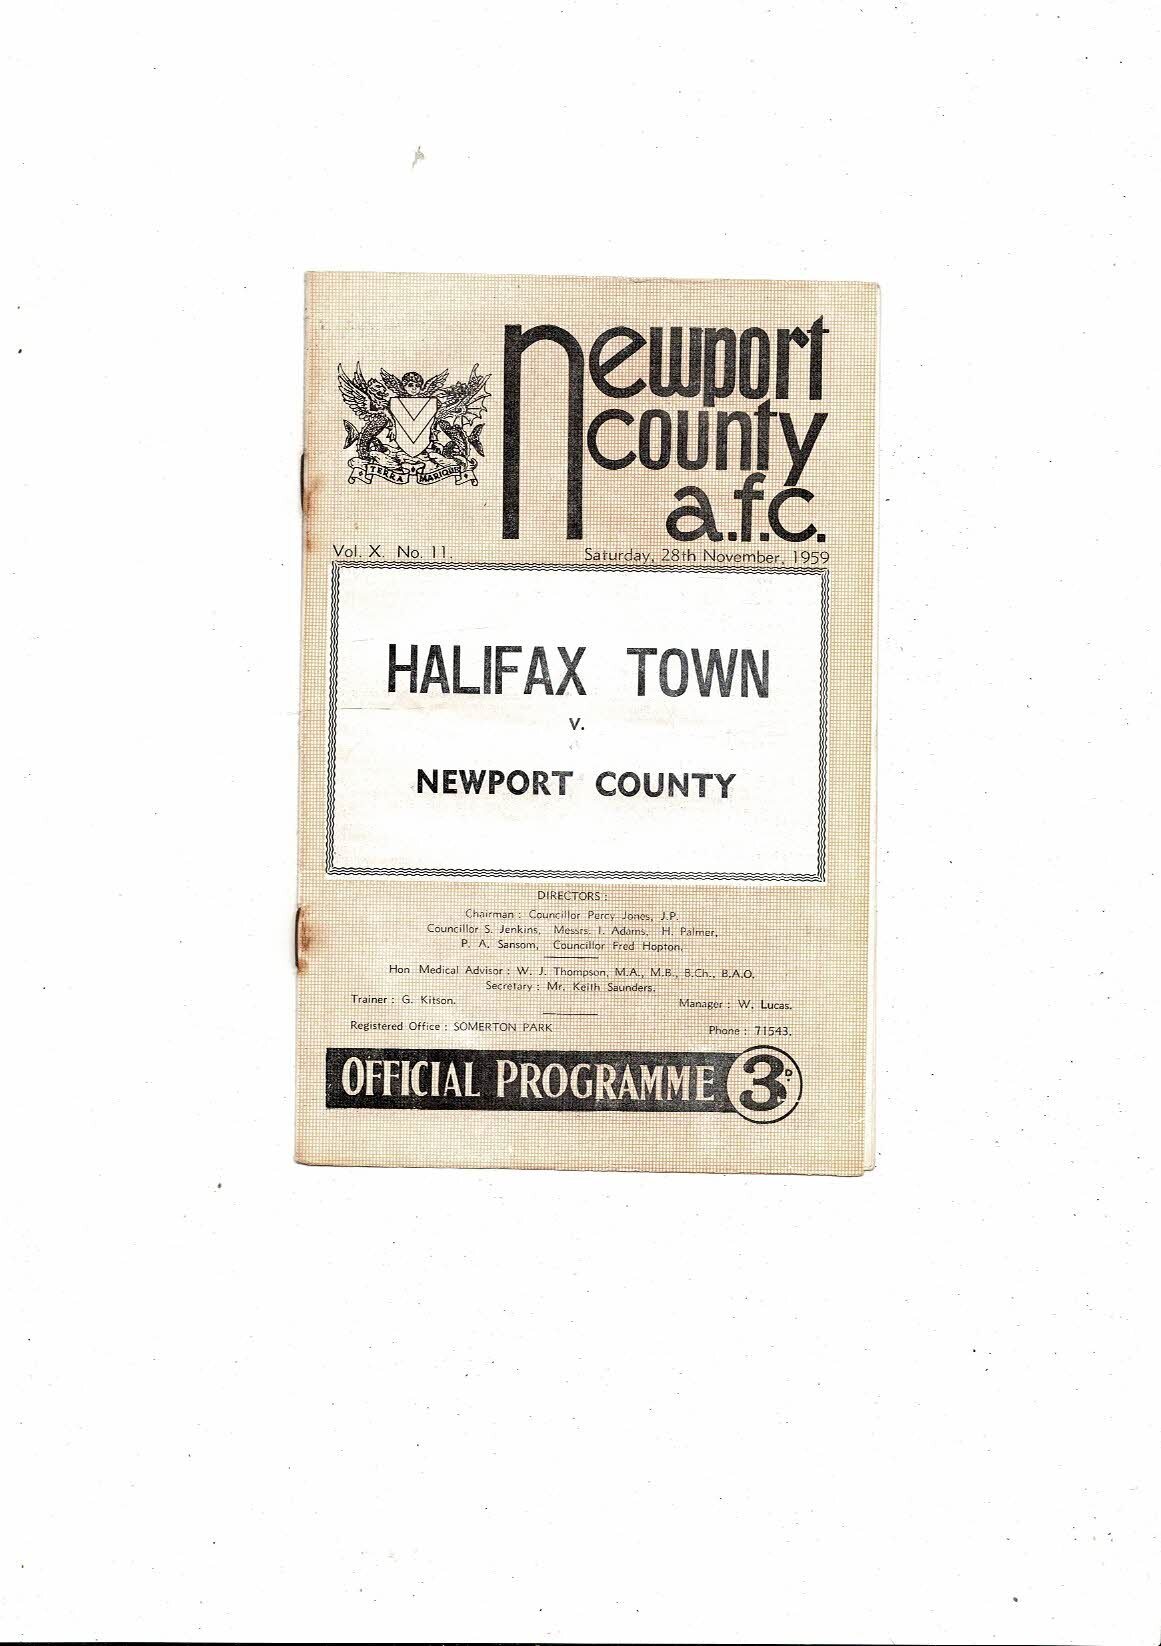 newport
county
a.f.c.
TERRA MARIQUE
Vol. X. No. 11. Saturday, 28th November, 1959
HALIFAX TOWN
v.
NEWPORT COUNTY
DIRECTORS :
Chairman : Councillor Percy Jones, J.P.
Councillor S. Jenkins, Messrs. I. Adams, H. Palmer,
P. A. Sansom, Councillor Fred Hopton.
Hon Medical Advisor : W. J. Thompson, M.A., M.B., B.Ch., B.A.O.
Secretary : Mr. Keith Saunders.
Trainer : G. Kitson. Manager : W. Lucas.
Registered Office : SOMERTON PARK Phone : 71543.
OFFICIAL PROGRAMME 3D.